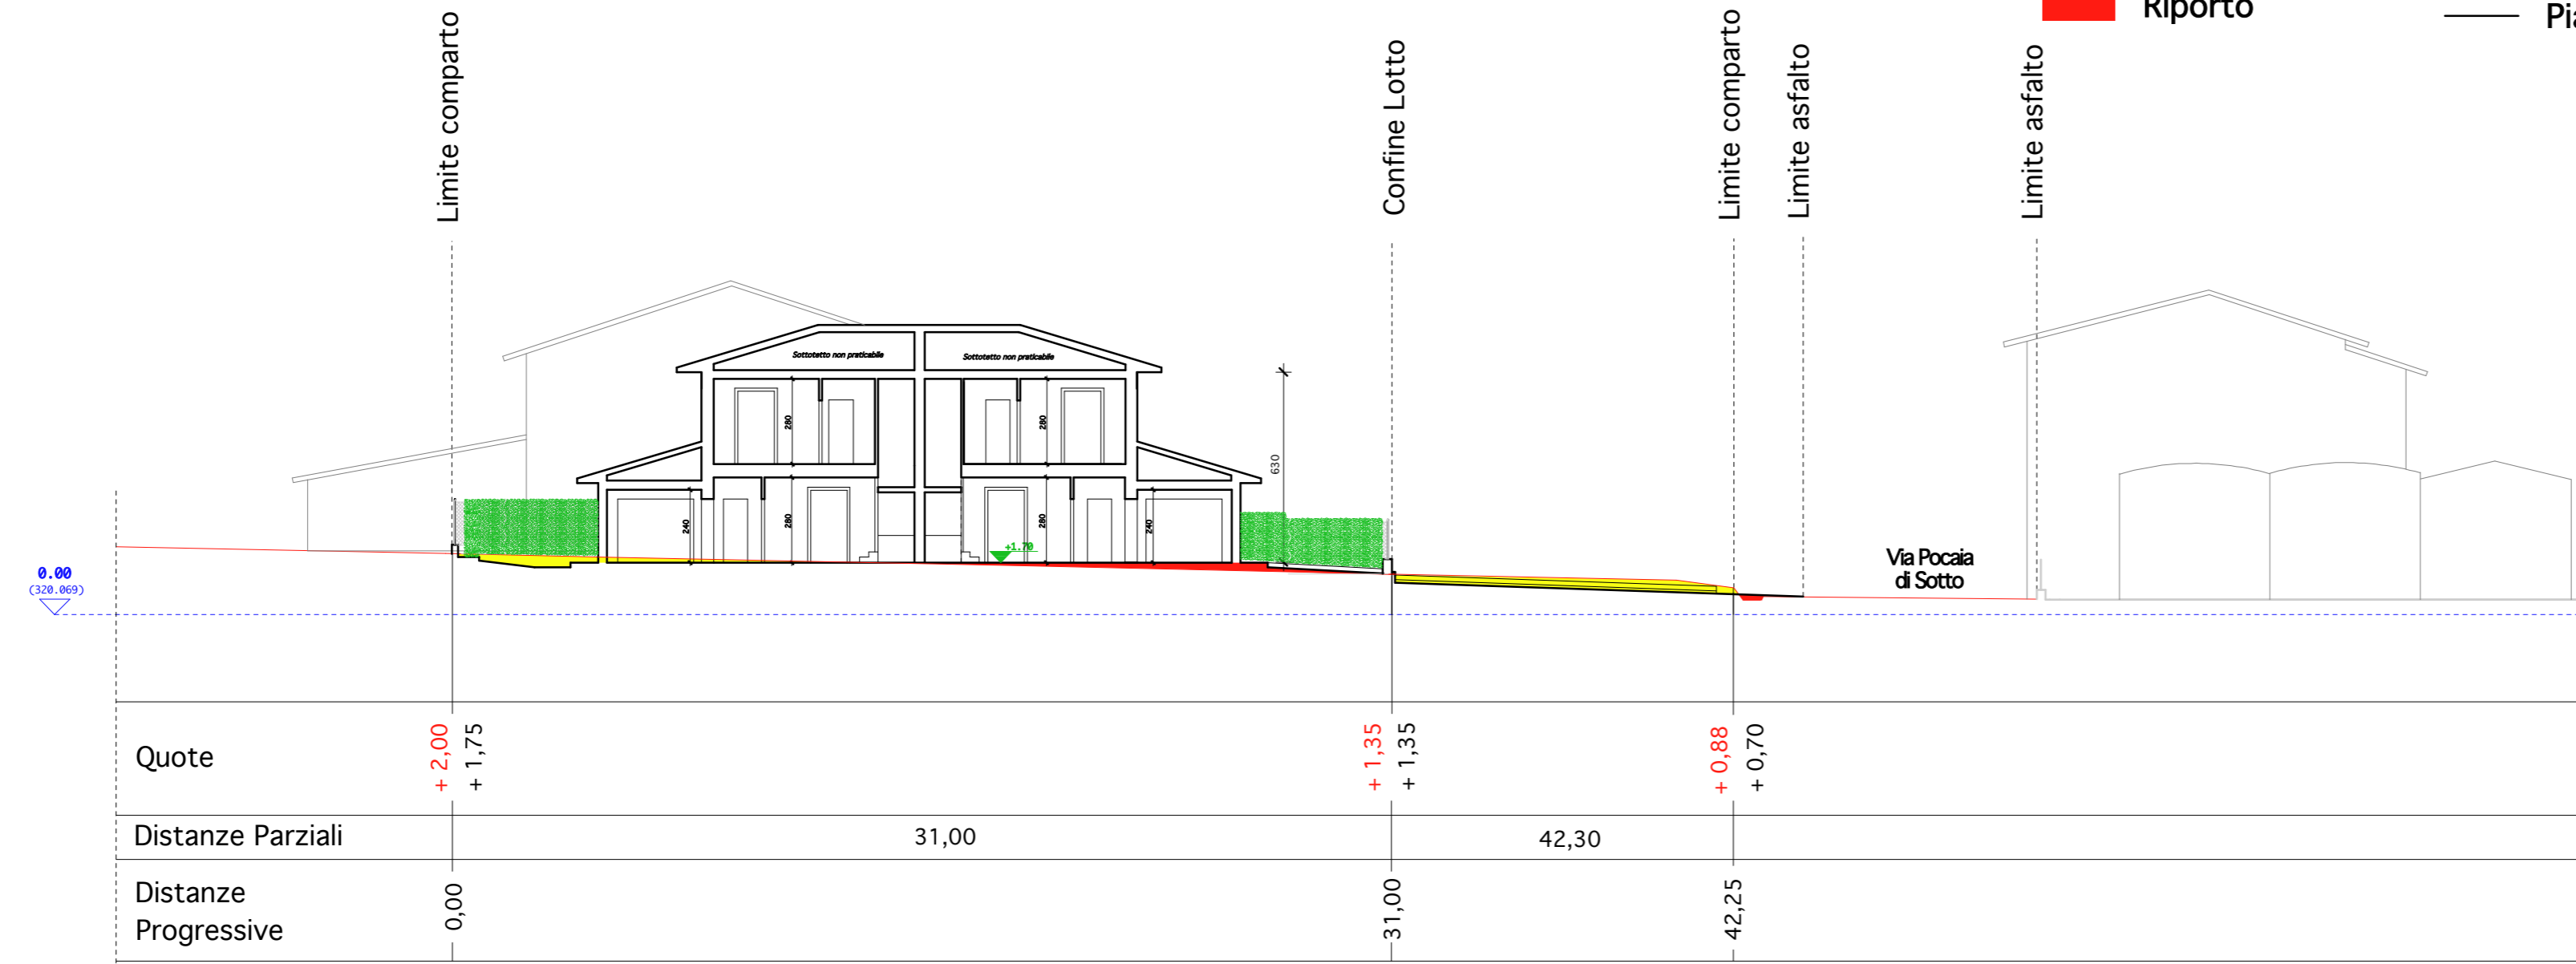 Riporto
Limite comparto
Confine Lotto
Limite comparto
Limite asfalto
Limite asfalto
Sottotetto non praticabile
Sottotetto non praticabile
280
280
630
240
280
280
240
+1.70
Via Pocaia
di Sotto
0.00
(320.069)
Quote
+ 2,00
+ 1,75
+ 1,35
+ 1,35
+ 0,88
+ 0,70
Distanze Parziali
31,00
42,30
Distanze
Progressive
0,00
31,00
42,25